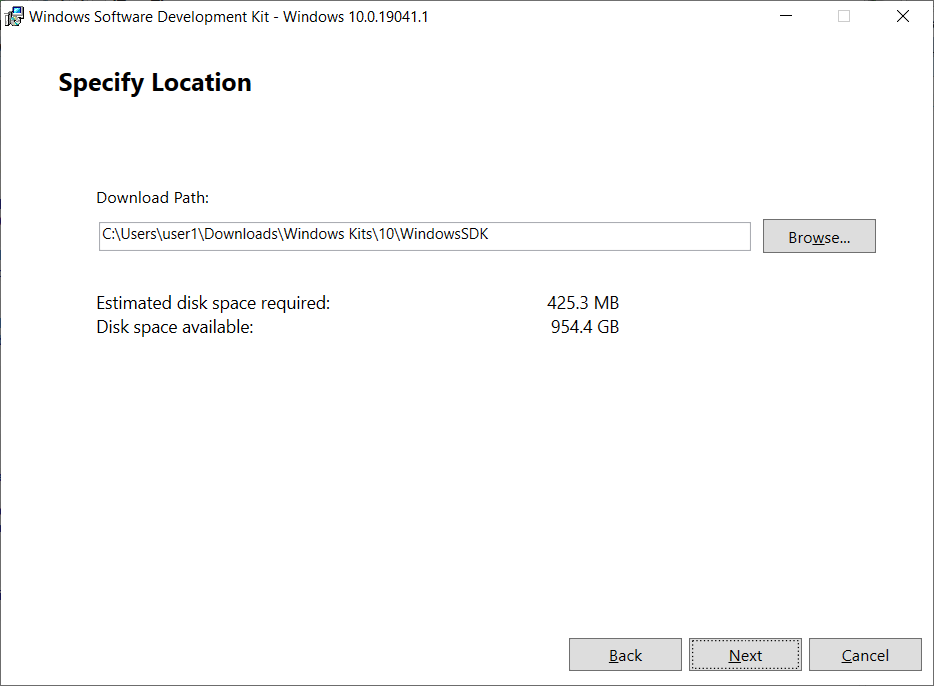 Windows Software Development Kit - Windows 10.0.19041.1
Specify Location
Download Path:
C:\Users\user1\Downloads\Windows Kits\10\WindowsSDK
Browse...
Estimated disk space required: 425.3 MB
Disk space available: 954.4 GB
Back Next Cancel